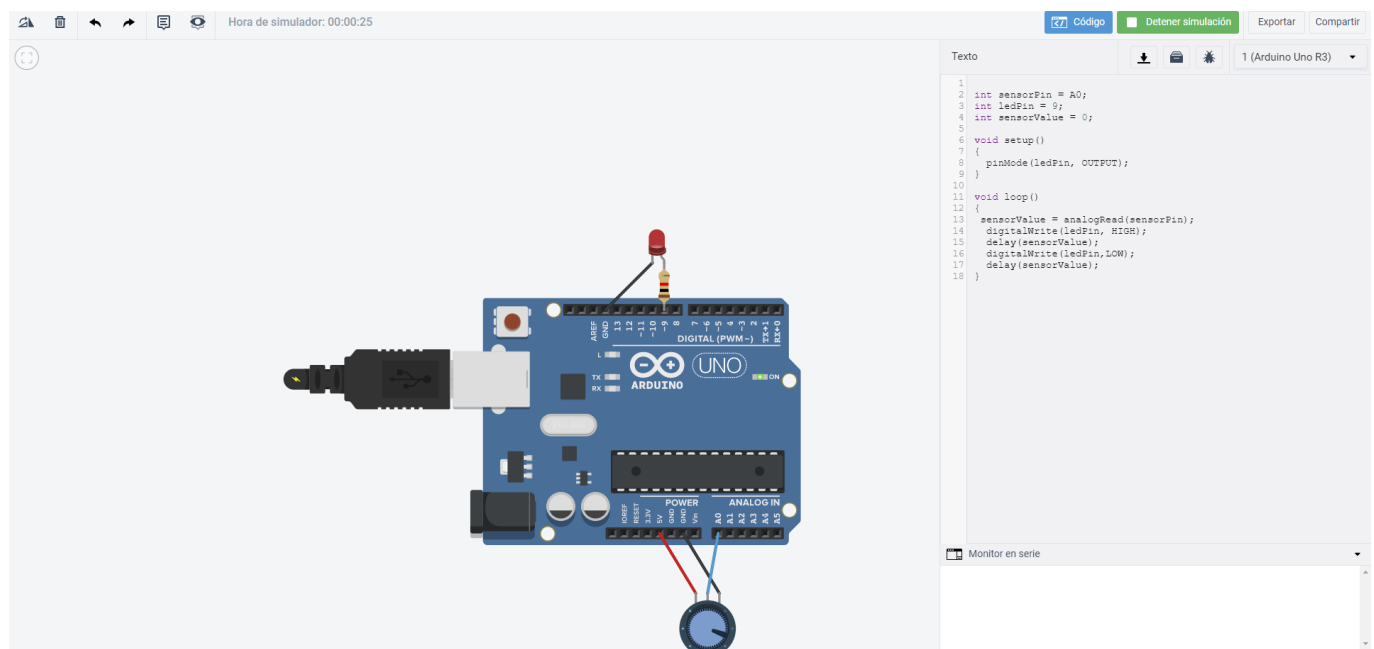 Hora de simulador: 00:00:25
Código
Detener simulación
Exportar
Compartir
Texto
1 (Arduino Uno R3)
1
2 int sensorPin = A0;
3 int ledPin = 9;
4 int sensorValue = 0;
5
6 void setup()
7 {
8 pinMode(ledPin, OUTPUT);
9 }
10
11 void loop()
12 {
13 sensorValue = analogRead(sensorPin);
14 digitalWrite(ledPin, HIGH);
15 delay(sensorValue);
16 digitalWrite(ledPin,LOW);
17 delay(sensorValue);
18 }
AREF
GND
13
12
~11
~10
~9
8
7
~6
~5
4
~3
2
TX→1
RX←0
DIGITAL (PWM~)
L
TX
RX
ARDUINO
UNO
ON
POWER
ANALOG IN
IOREF
RESET
3.3V
5V
GND
GND
Vin
A0
A1
A2
A3
A4
A5
Monitor en serie